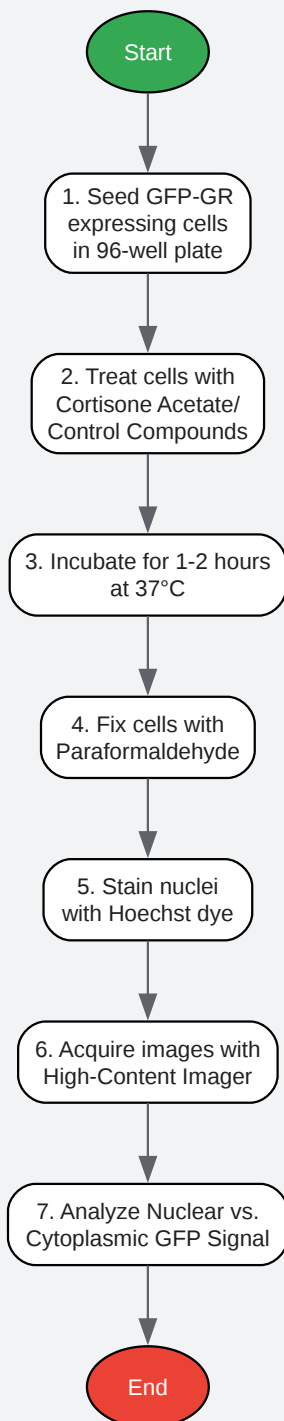 Start
1. Seed GFP-GR
expressing cells
in 96-well plate
2. Treat cells with
Cortisone Acetate/
Control Compounds
3. Incubate for 1-2 hours
at 37°C
4. Fix cells with
Paraformaldehyde
5. Stain nuclei
with Hoechst dye
6. Acquire images with
High-Content Imager
7. Analyze Nuclear vs.
Cytoplasmic GFP Signal
End